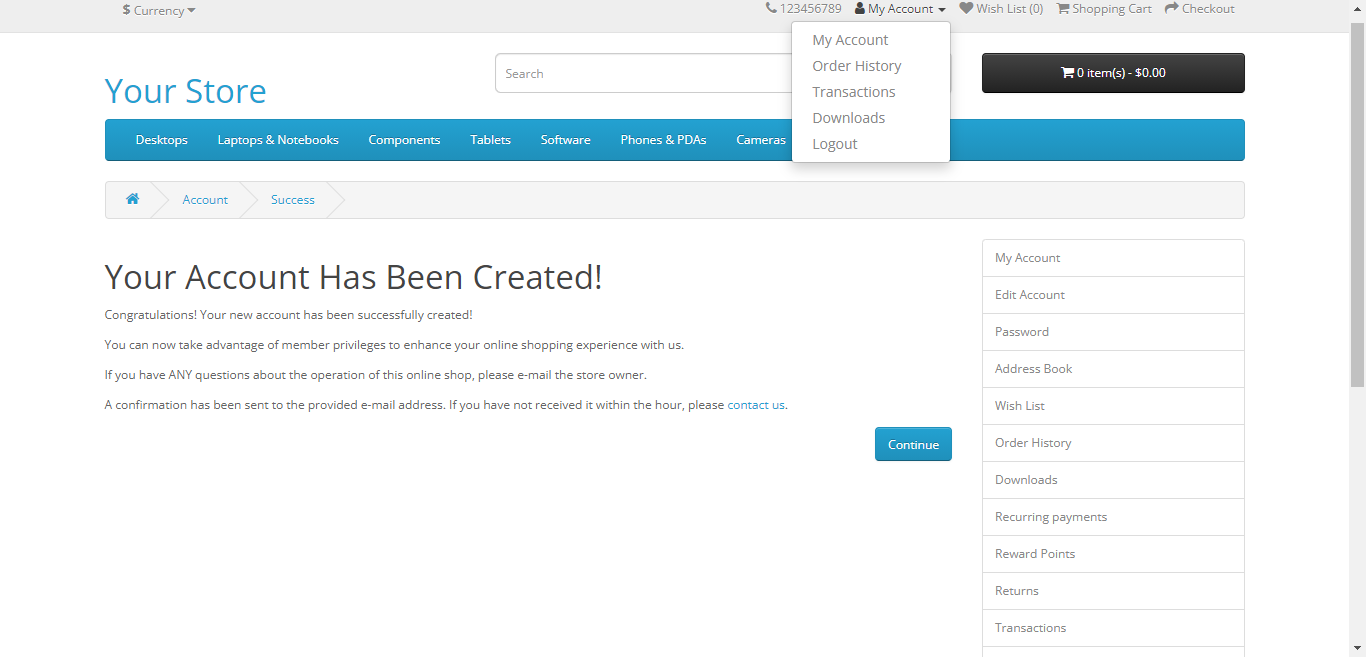 $ Currency
123456789 My Account Wish List (0) Shopping Cart Checkout
My Account
Order History
Transactions
Downloads
Logout
Your Store
Search
0 item(s) - $0.00
Desktops Laptops & Notebooks Components Tablets Software Phones & PDAs Cameras
Account Success
Your Account Has Been Created!
Congratulations! Your new account has been successfully created!
You can now take advantage of member privileges to enhance your online shopping experience with us.
If you have ANY questions about the operation of this online shop, please e-mail the store owner.
A confirmation has been sent to the provided e-mail address. If you have not received it within the hour, please contact us.
Continue
My Account
Edit Account
Password
Address Book
Wish List
Order History
Downloads
Recurring payments
Reward Points
Returns
Transactions